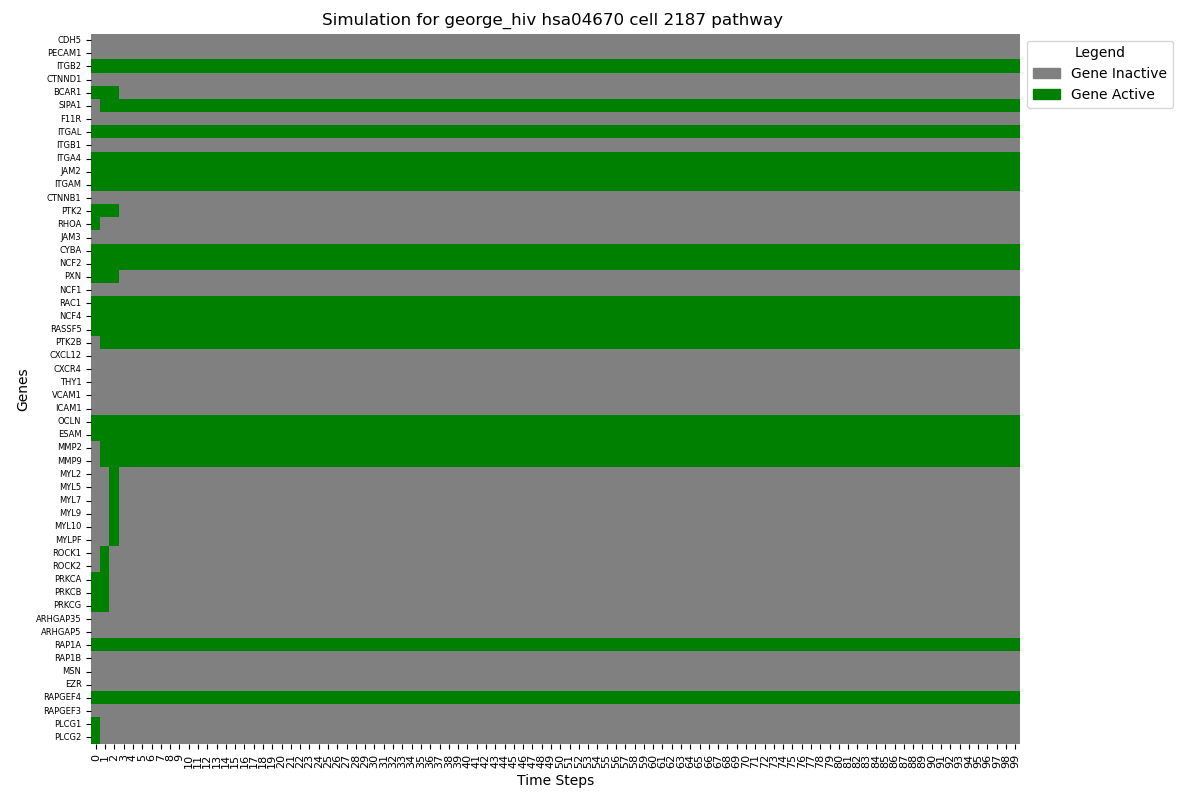 Simulation for george_hiv hsa04670 cell 2187 pathway
Legend
Gene Inactive
Gene Active
Genes
CDH5
PECAM1
ITGB2
CTNND1
BCAR1
SIPA1
F11R
ITGAL
ITGB1
ITGA4
JAM2
ITGAM
CTNNB1
PTK2
RHOA
JAM3
CYBA
NCF2
PXN
NCF1
RAC1
NCF4
RASSF5
PTK2B
CXCL12
CXCR4
THY1
VCAM1
ICAM1
OCLN
ESAM
MMP2
MMP9
MYL2
MYL5
MYL7
MYL9
MYL10
MYLPF
ROCK1
ROCK2
PRKCA
PRKCB
PRKCG
ARHGAP35
ARHGAP5
RAP1A
RAP1B
MSN
EZR
RAPGEF4
RAPGEF3
PLCG1
PLCG2
0 1 2 3 4 5 6 7 8 9 10 11 12 13 14 15 16 17 18 19 20 21 22 23 24 25 26 27 28 29 30 31 32 33 34 35 36 37 38 39 40 41 42 43 44 45 46 47 48 49 50 51 52 53 54 55 56 57 58 59 60 61 62 63 64 65 66 67 68 69 70 71 72 73 74 75 76 77 78 79 80 81 82 83 84 85 86 87 88 89 90 91 92 93 94 95 96 97 98 99
Time Steps